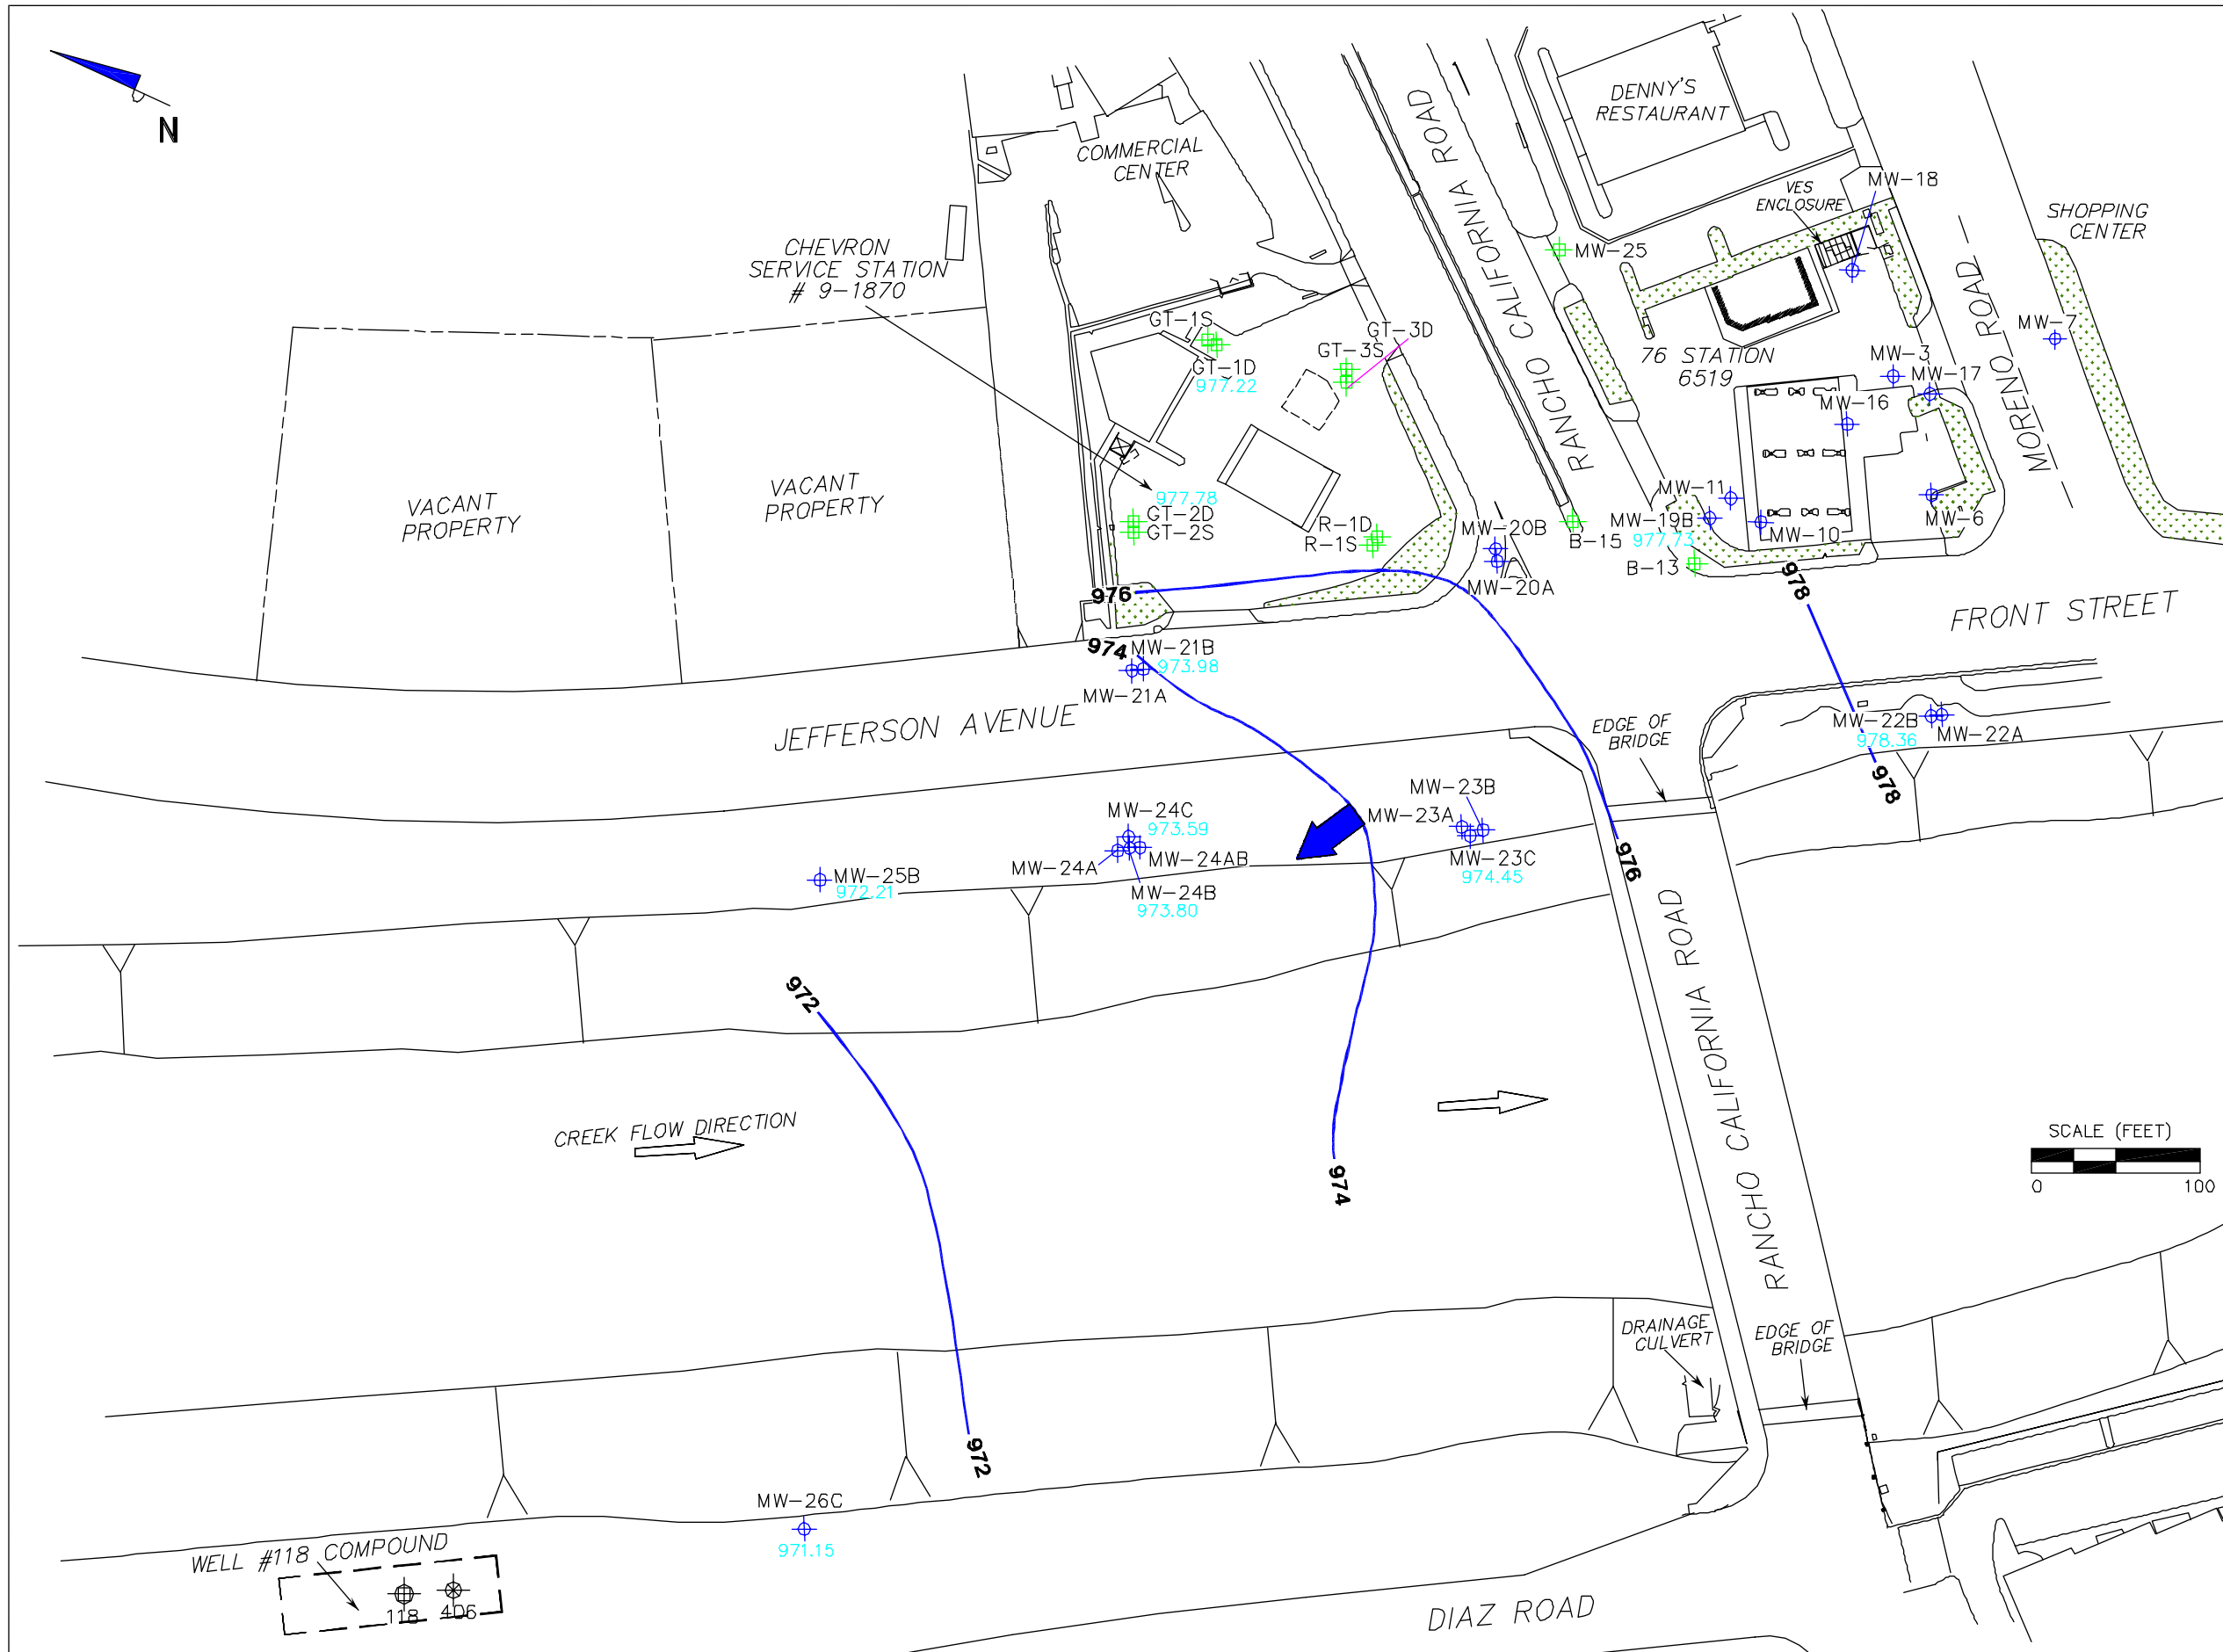 N
COMMERCIAL
CENTER
CHEVRON
SERVICE STATION
# 9-1870
RANCHO CALIFORNIA ROAD
DENNY'S
RESTAURANT
VES
ENCLOSURE
MW-18
SHOPPING
CENTER
MW-25
GT-1S
GT-1D
977.22
GT-3D
GT-3S
76 STATION
6519
MW-7
MW-3
MW-17
MW-16
MORENO ROAD
VACANT
PROPERTY
VACANT
PROPERTY
977.78
GT-2D
GT-2S
R-1D
R-1S
MW-20B
MW-20A
MW-11
MW-19B
977.73
B-15
B-13
MW-10
MW-6
976
978
FRONT STREET
974
MW-21B
973.98
MW-21A
JEFFERSON AVENUE
EDGE OF
BRIDGE
MW-22B
978.36
MW-22A
978
MW-24C
973.59
MW-24A
MW-24AB
MW-24B
973.80
MW-23B
MW-23A
MW-23C
974.45
976
MW-25B
972.21
972
RANCHO CALIFORNIA ROAD
CREEK FLOW DIRECTION
974
SCALE (FEET)
0 100
DRAINAGE
CULVERT
EDGE OF
BRIDGE
972
MW-26C
971.15
WELL #118 COMPOUND
118 406
DIAZ ROAD